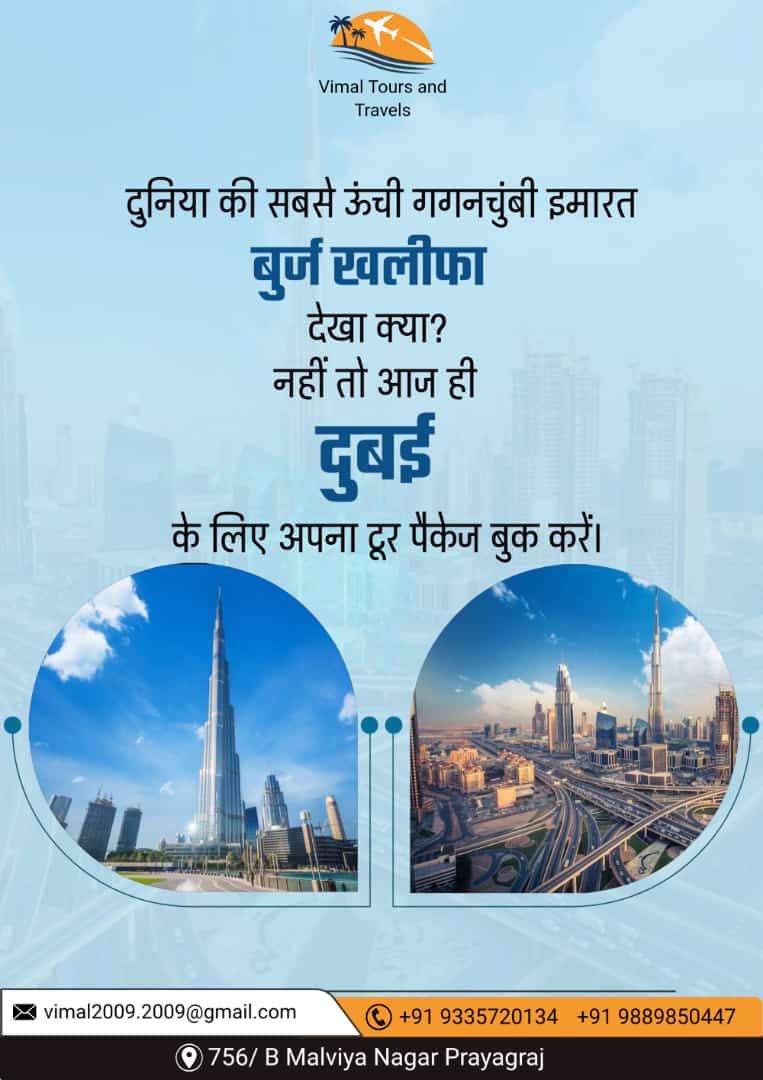 Vimal Tours and
Travels
दुनिया की सबसे ऊंची गगनचुंबी इमारत
बुर्ज खलीफा
देखा क्या?
नहीं तो आज ही
दुबई
के लिए अपना टूर पैकेज बुक करें।
vimal2009.2009@gmail.com
+91 9335720134 +91 9889850447
756/ B Malviya Nagar Prayagraj